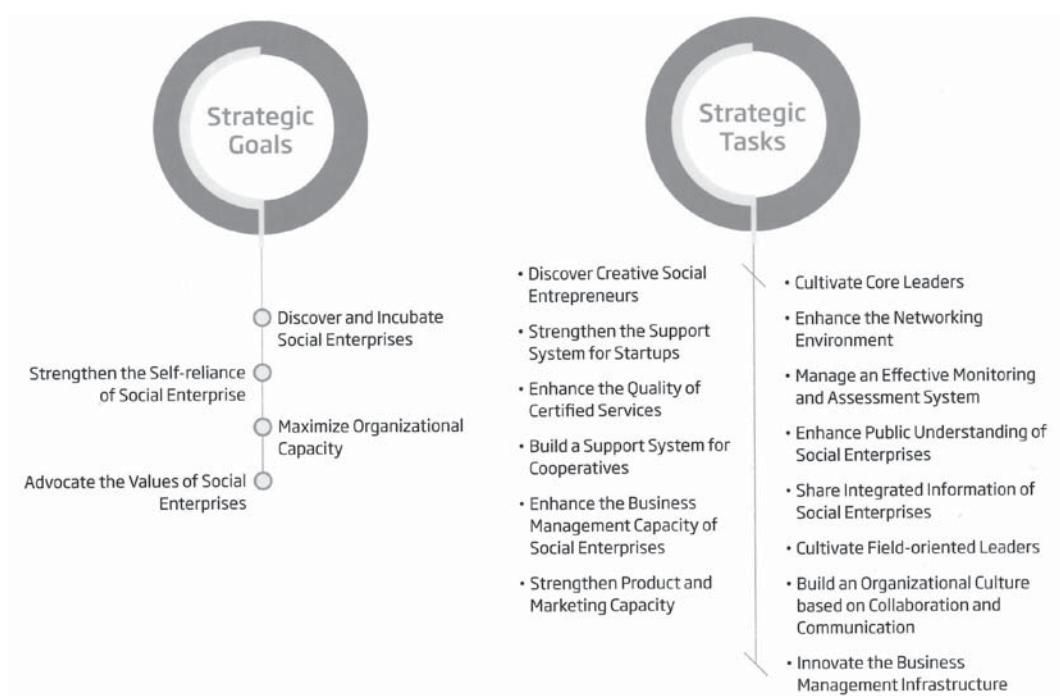 Strategic
Goals
Discover and Incubate
Social Enterprises
Strengthen the Self-reliance
of Social Enterprise
Maximize Organizational
Capacity
Advocate the Values of Social
Enterprises
Strategic
Tasks
• Discover Creative Social
Entrepreneurs
• Strengthen the Support
System for Startups
• Enhance the Quality of
Certified Services
• Build a Support System for
Cooperatives
• Enhance the Business
Management Capacity of
Social Enterprises
• Strengthen Product and
Marketing Capacity
• Cultivate Core Leaders
• Enhance the Networking
Environment
• Manage an Effective Monitoring
and Assessment System
• Enhance Public Understanding of
Social Enterprises
• Share Integrated Information of
Social Enterprises
• Cultivate Field-oriented Leaders
• Build an Organizational Culture
based on Collaboration and
Communication
• Innovate the Business
Management Infrastructure